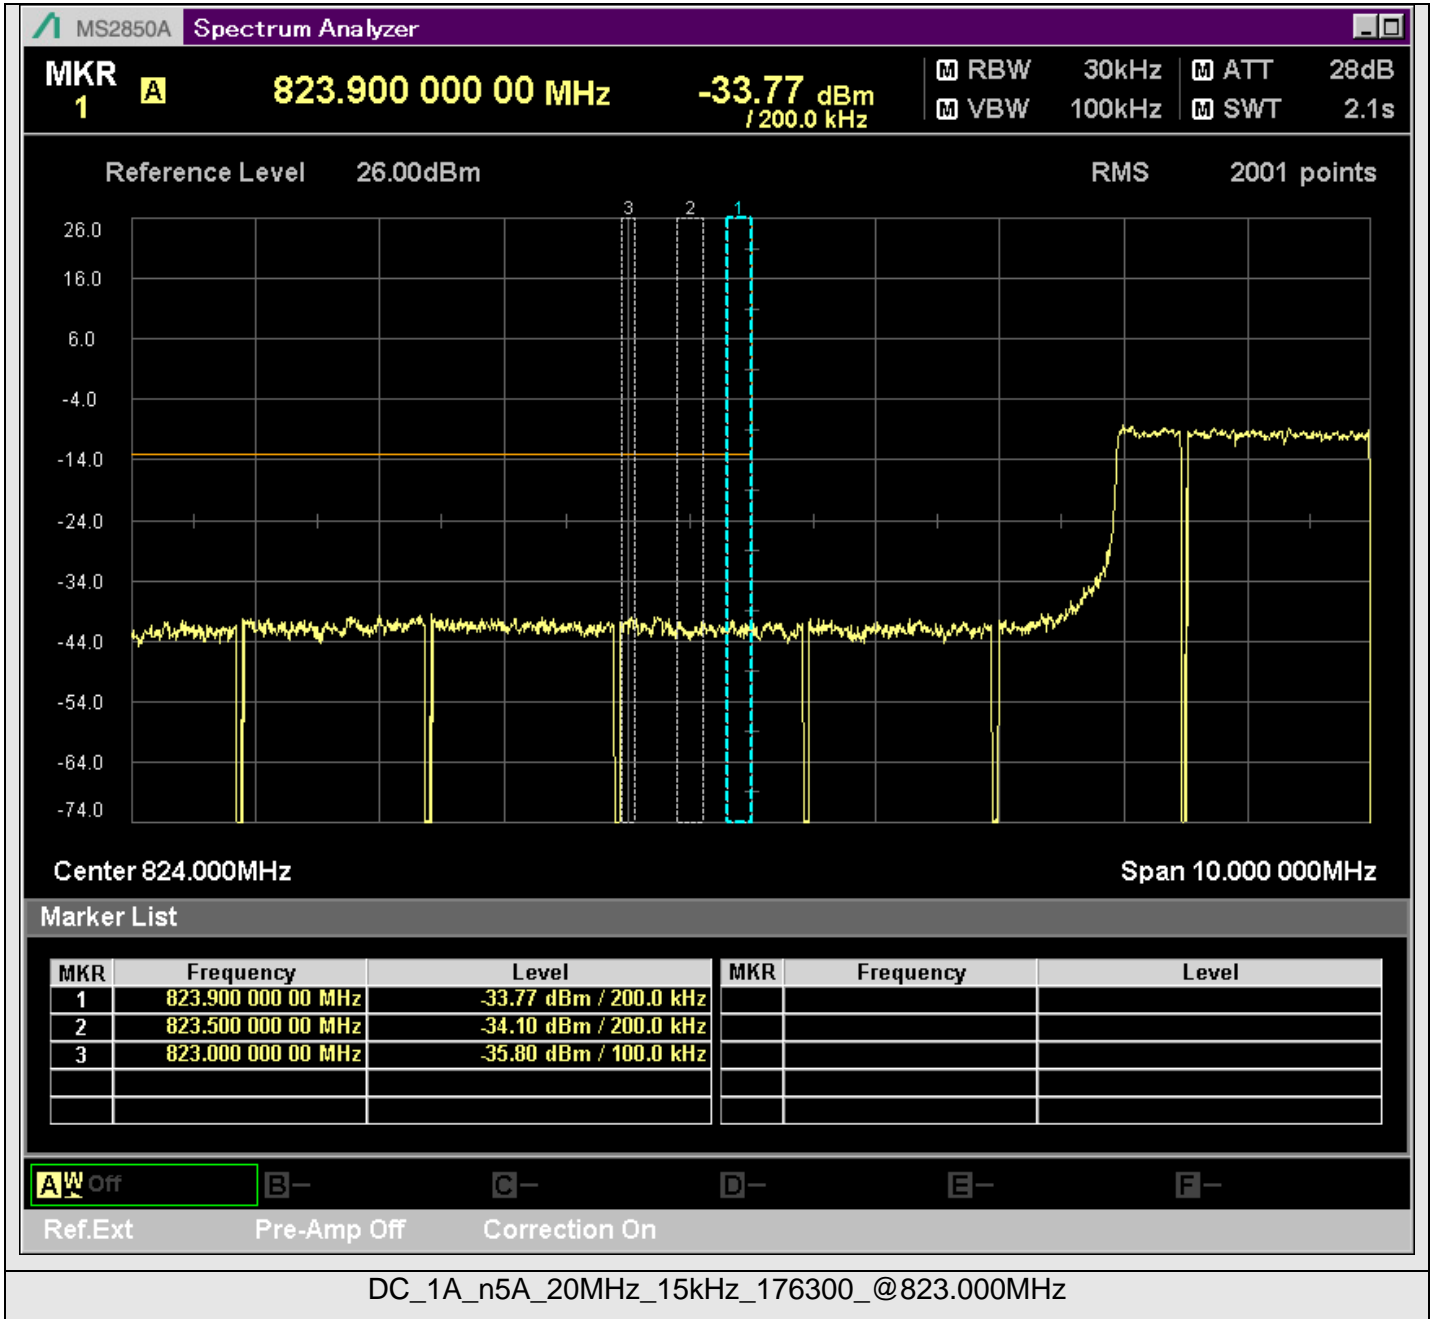 MS2850A Spectrum Analyzer
MKR 1 A 823.900 000 00 MHz -33.77 dBm / 200.0 kHz
M RBW 30kHz M ATT 28dB
M VBW 100kHz M SWT 2.1s
Reference Level 26.00dBm RMS 2001 points
3 2 1
26.0
16.0
6.0
-4.0
-14.0
-24.0
-34.0
-44.0
-54.0
-64.0
-74.0
Center 824.000MHz Span 10.000 000MHz
Marker List
MKR Frequency Level MKR Frequency Level
1 823.900 000 00 MHz -33.77 dBm / 200.0 kHz
2 823.500 000 00 MHz -34.10 dBm / 200.0 kHz
3 823.000 000 00 MHz -35.80 dBm / 100.0 kHz
A W Off B – C – D – E – F –
Ref.Ext Pre-Amp Off Correction On
DC_1A_n5A_20MHz_15kHz_176300_@823.000MHz